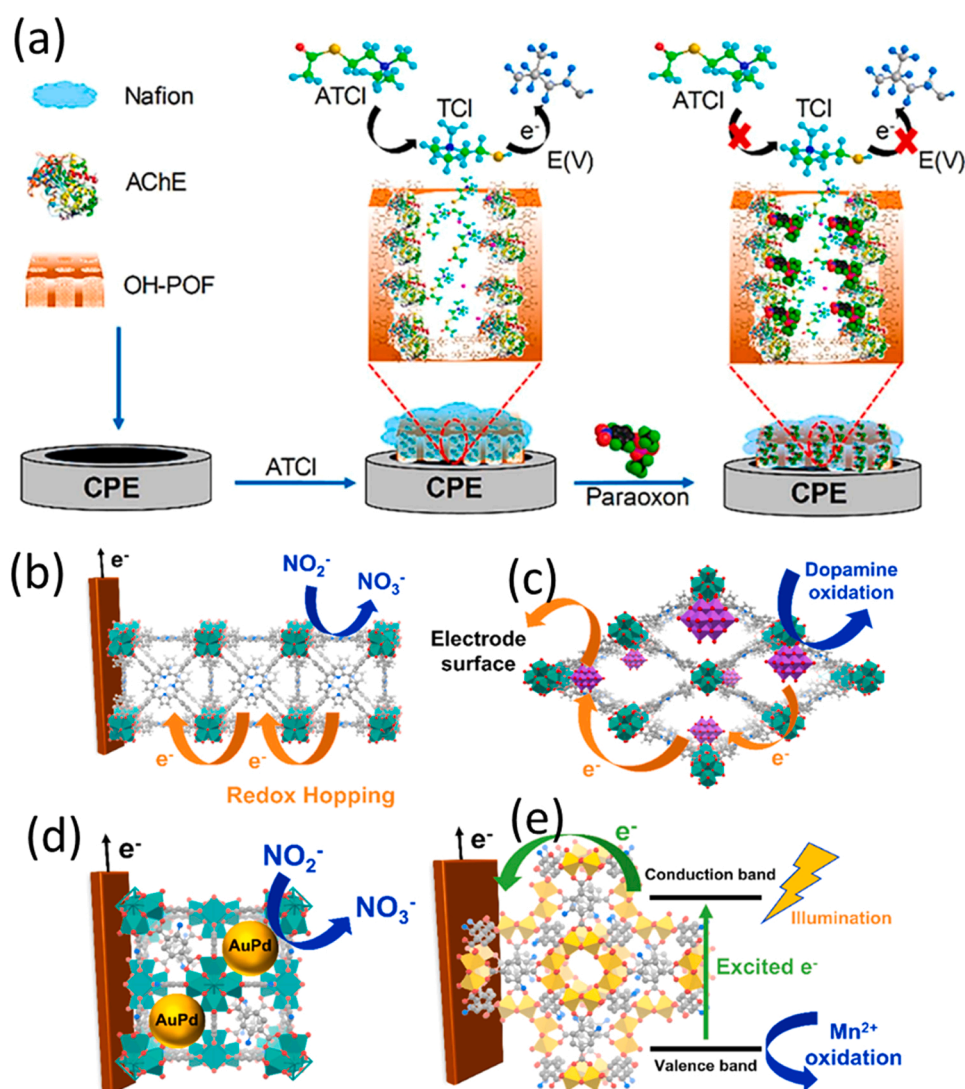 (a)
Nafion
AChE
OH-POF
ATCl
TCl
e-
E(V)
ATCl
TCl
e-
E(V)
CPE
ATCl
CPE
Paraoxon
CPE
(b)
e-
NO2-
NO3-
e-
e-
Redox Hopping
(c)
Dopamine
oxidation
Electrode
surface
e-
e-
(d)
e-
NO2-
NO3-
AuPd
AuPd
(e)
e-
e-
Conduction band
Illumination
Excited e-
Valence band
Mn2+
oxidation